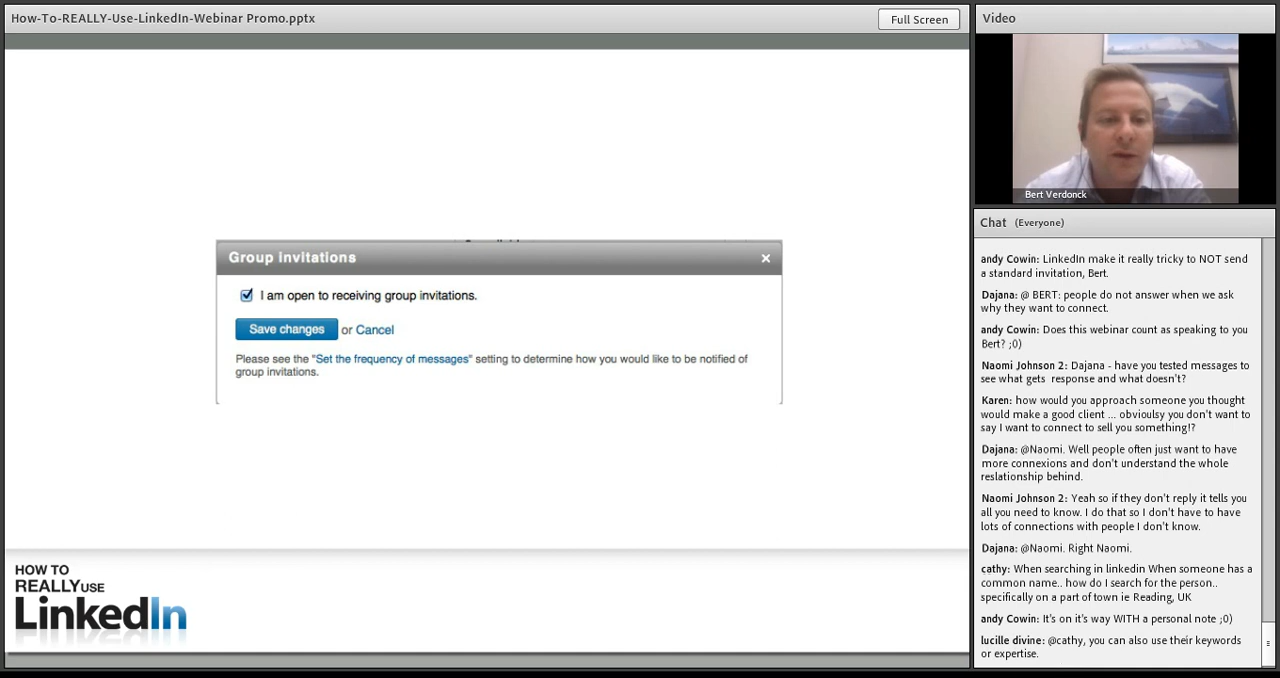 How-To-REALLY-Use-LinkedIn-Webinar Promo.pptx
Full Screen
Group invitations
I am open to receiving group invitations.
Save changes or Cancel
Please see the "Set the frequency of messages" setting to determine how you would like to be notified of
group invitations.
HOW TO
REALLY USE
LinkedIn
Video
Bert Verdonck
Chat (Everyone)
andy Cowin: LinkedIn make it really tricky to NOT send
a standard invitation, Bert.
Dajana: @ BERT: people do not answer when we ask
why they want to connect.
andy Cowin: Does this webinar count as speaking to you
Bert? ;0)
Naomi Johnson 2: Dajana - have you tested messages to
see what gets response and what doesn't?
Karen: how would you approach someone you thought
would make a good client ... obvioulsy you don't want to
say I want to connect to sell you something!?
Dajana: @Naomi. Well people often just want to have
more connexions and don't understand the whole
reslationship behind.
Naomi Johnson 2: Yeah so if they don't reply it tells you
all you need to know. I do that so I don't have to have
lots of connections with people I don't know.
Dajana: @Naomi. Right Naomi.
cathy: When searching in linkedin When someone has a
common name.. how do I search for the person..
specifically on a part of town ie Reading, UK
andy Cowin: It's on it's way WITH a personal note ;0)
lucille divine: @cathy, you can also use their keywords
or expertise.